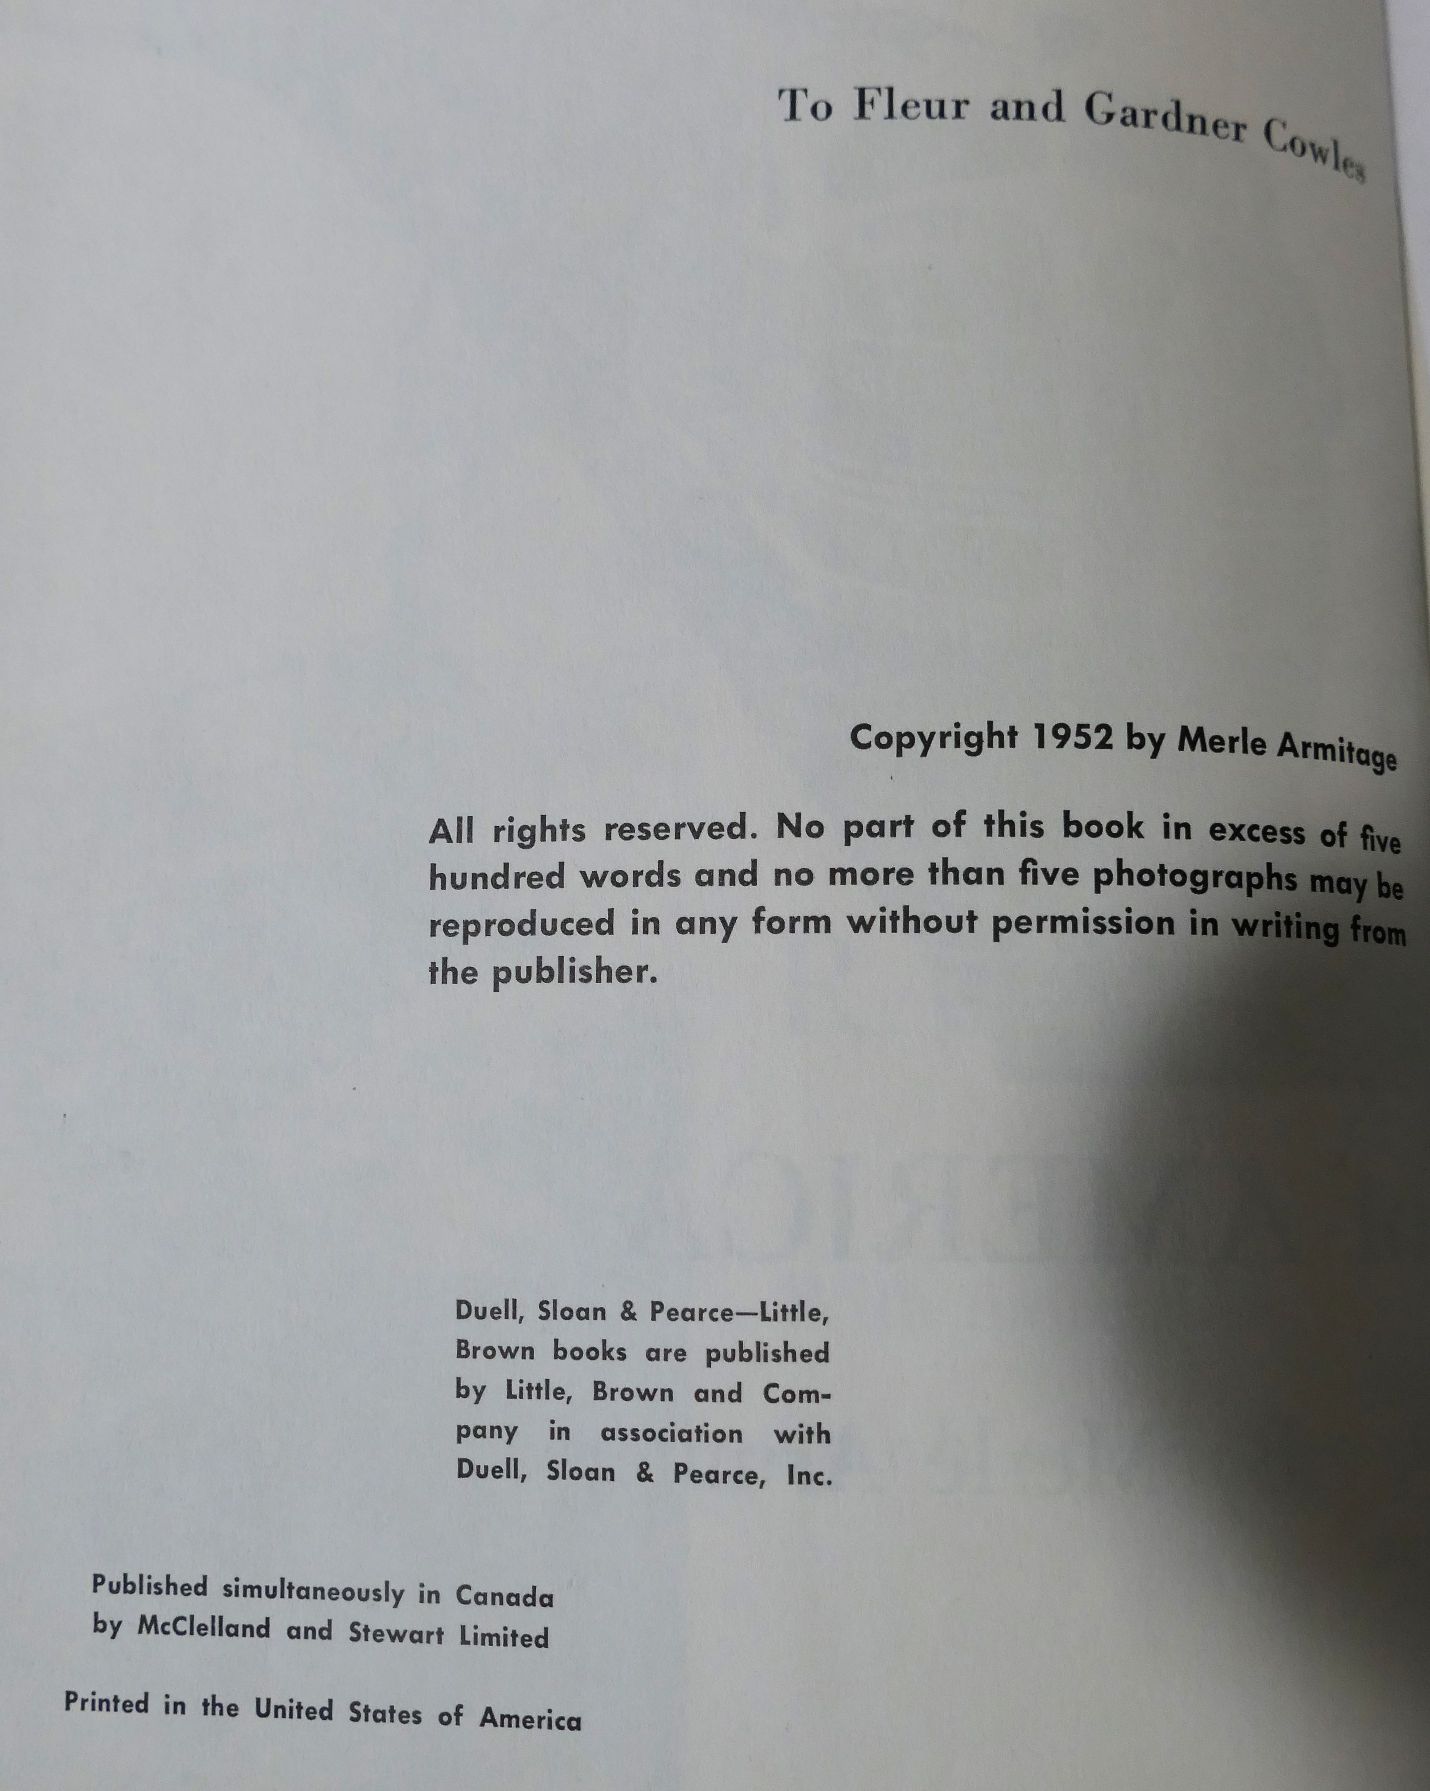 To Fleur and Gardner Cowles
Copyright 1952 by Merle Armitage
All rights reserved. No part of this book in excess of five
hundred words and no more than five photographs may be
reproduced in any form without permission in writing from
the publisher.
Duell, Sloan & Pearce—Little,
Brown books are published
by Little, Brown and Com-
pany in association with
Duell, Sloan & Pearce, Inc.
Published simultaneously in Canada
by McClelland and Stewart Limited
Printed in the United States of America